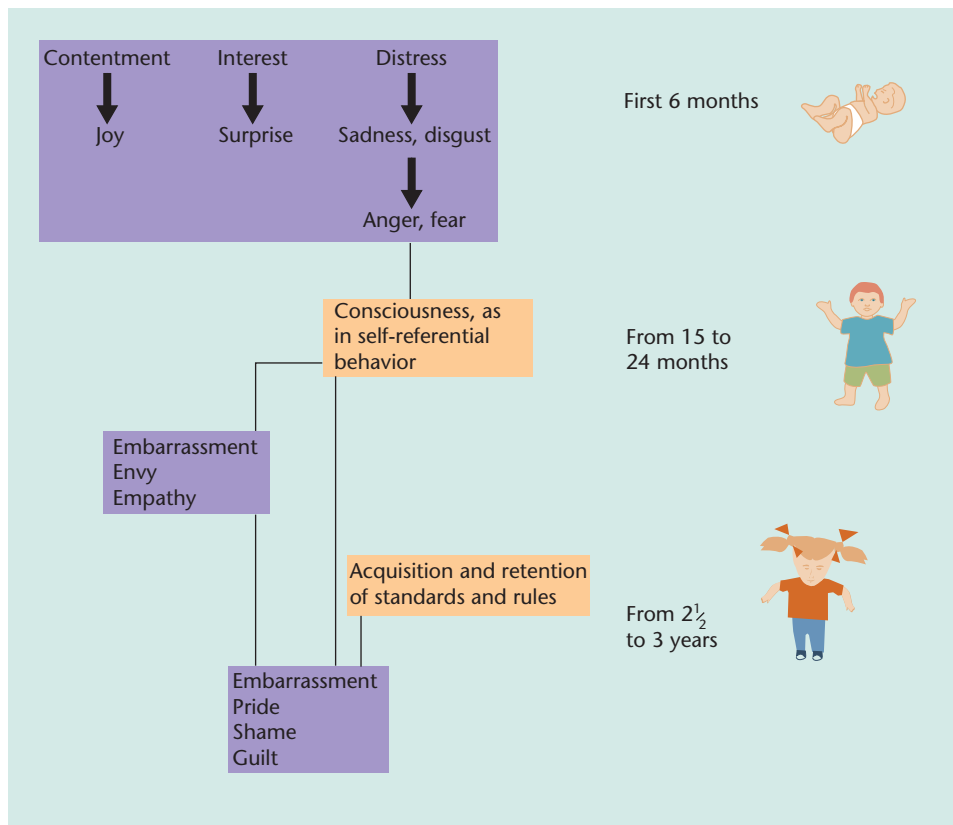 Contentment
Interest
Distress
Joy
Surprise
Sadness, disgust
Anger, fear
First 6 months
Consciousness, as
in self-referential
behavior
From 15 to
24 months
Embarrassment
Envy
Empathy
Acquisition and retention
of standards and rules
From 2½
to 3 years
Embarrassment
Pride
Shame
Guilt